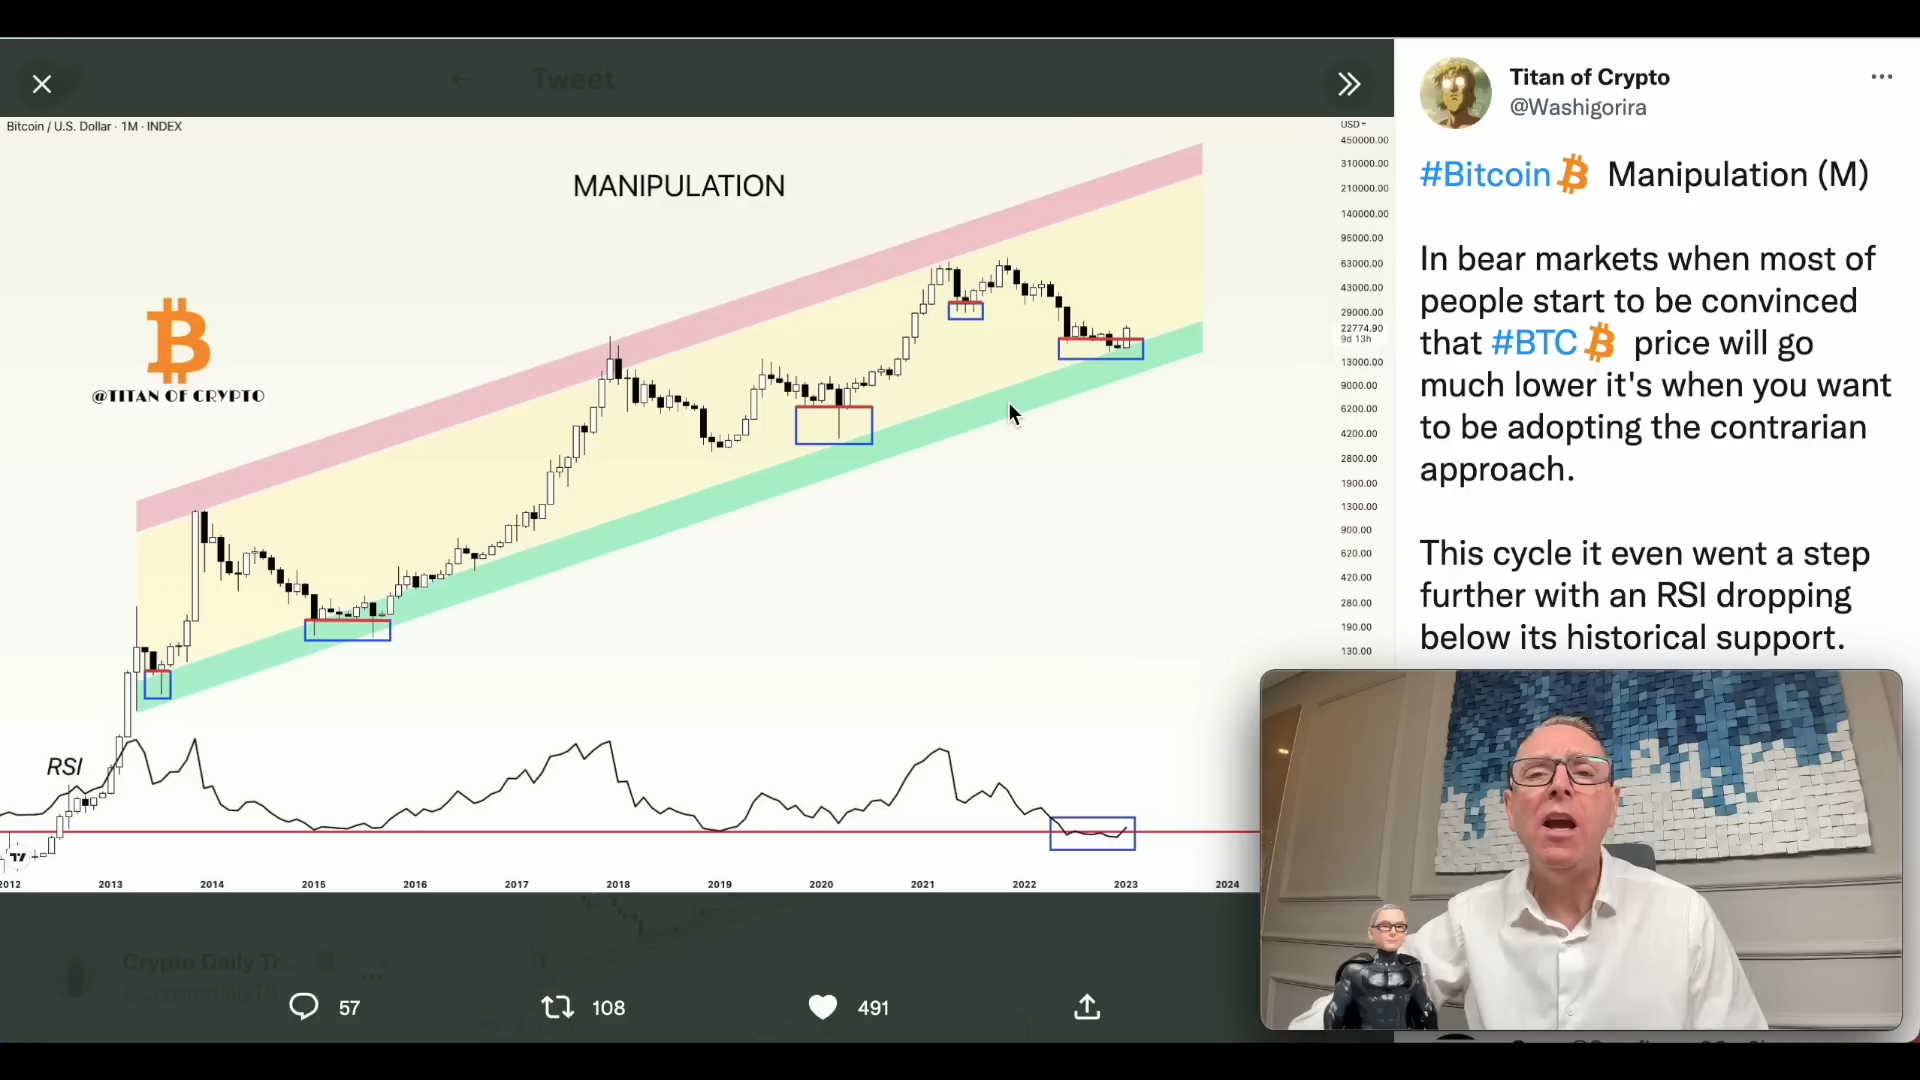 Tweet
Titan of Crypto
@Washigorira
Bitcoin / U.S. Dollar · 1M · INDEX
MANIPULATION
@TITAN OF CRYPTO
USD
450000.00
310000.00
210000.00
140000.00
95000.00
63000.00
43000.00
29000.00
22774.90
9d 13h
13000.00
9000.00
6200.00
4200.00
2800.00
1900.00
1300.00
900.00
620.00
420.00
280.00
190.00
130.00
RSI
2012 2013 2014 2015 2016 2017 2018 2019 2020 2021 2022 2023 2024
#Bitcoin Manipulation (M)
In bear markets when most of
people start to be convinced
that #BTC price will go
much lower it's when you want
to be adopting the contrarian
approach.
This cycle it even went a step
further with an RSI dropping
below its historical support.
Crypto Daily Tr...
57 108 491